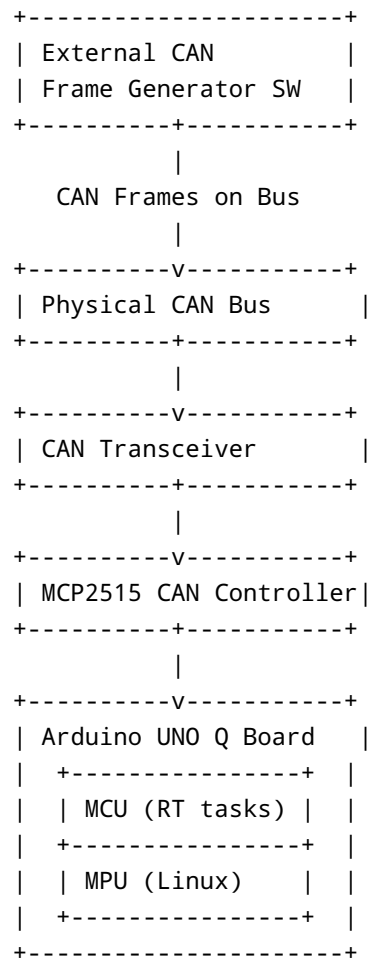 External CAN
Frame Generator SW
CAN Frames on Bus
Physical CAN Bus
CAN Transceiver
MCP2515 CAN Controller
Arduino UNO Q Board
MCU (RT tasks)
MPU (Linux)